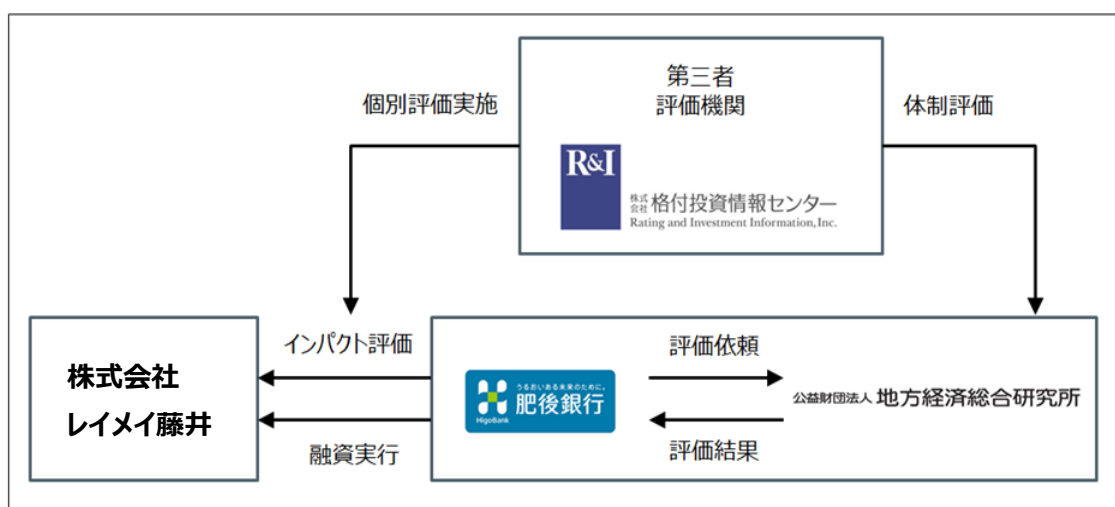 第三者
評価機関
個別評価実施
体制評価
R&I
株式会社 格付投資情報センター
Rating and Investment Information, Inc.
株式会社
レイメイ藤井
インパクト評価
融資実行
うるおいある未来のために。
肥後銀行
HigoBank
評価依頼
評価結果
公益財団法人 地方経済総合研究所